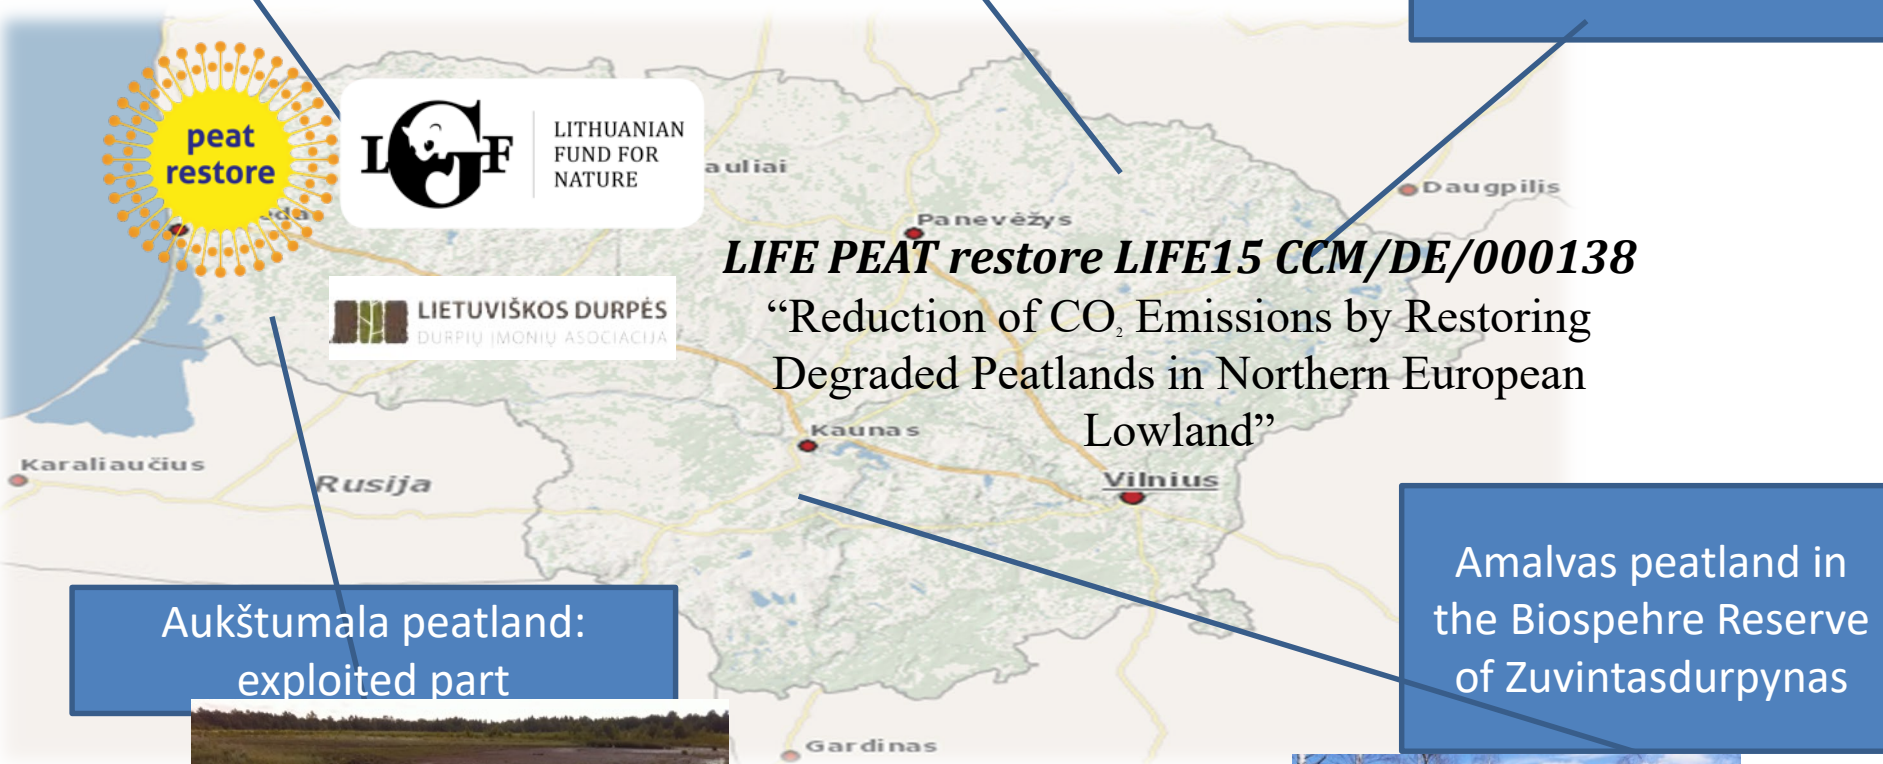 peat
restore
LGF
LITHUANIAN
FUND FOR
NATURE
auliai
Daugpilis
eda
Panevėžys
LIFE PEAT restore LIFE15 CCM/DE/000138
LIETUVIŠKOS DURPĖS
DURPIŲ ĮMONIŲ ASOCIACIJA
“Reduction of CO₂ Emissions by Restoring
Degraded Peatlands in Northern European
Lowland”
Kaunas
Karaliaučius
Rusija
Vilnius
Amalvas peatland in
the Biospehre Reserve
of Zuvintasdurpynas
Aukštumala peatland:
exploited part
Gardinas